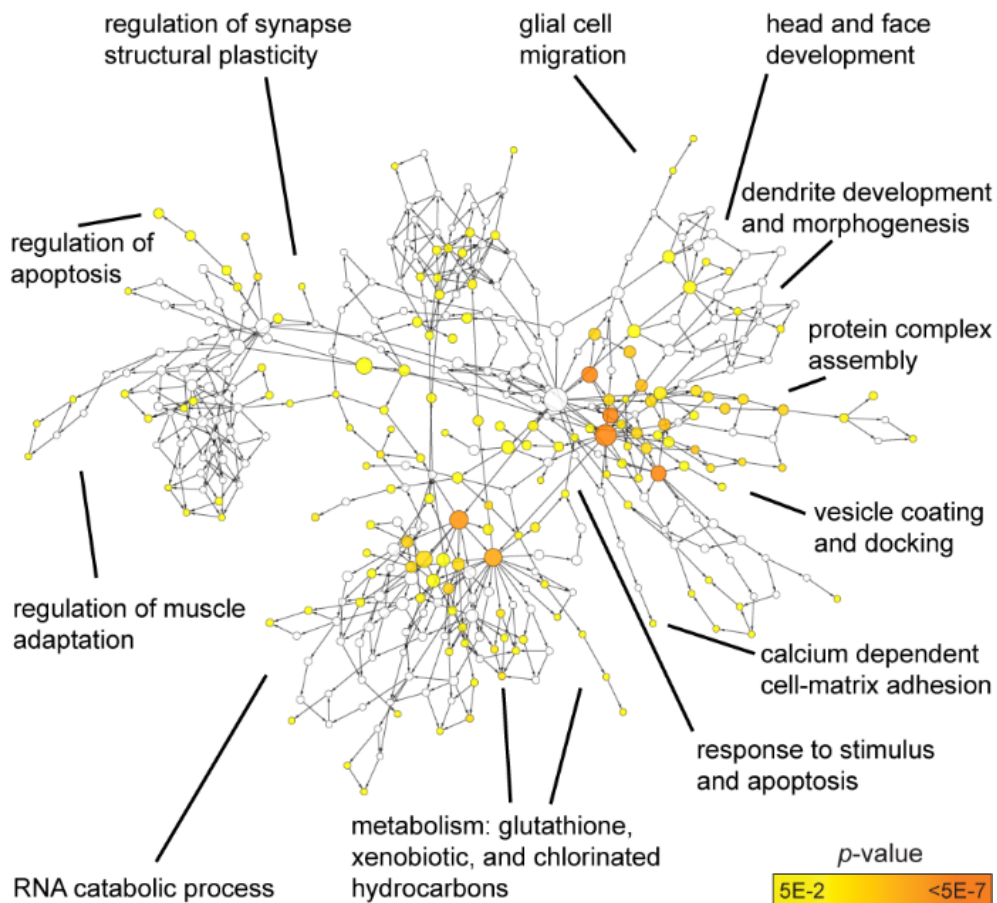 regulation of synapse
structural plasticity
glial cell
migration
head and face
development
dendrite development
and morphogenesis
regulation of
apoptosis
protein complex
assembly
vesicle coating
and docking
regulation of muscle
adaptation
calcium dependent
cell-matrix adhesion
response to stimulus
and apoptosis
metabolism: glutathione,
xenobiotic, and chlorinated
hydrocarbons
RNA catabolic process
p-value
5E-2 <5E-7